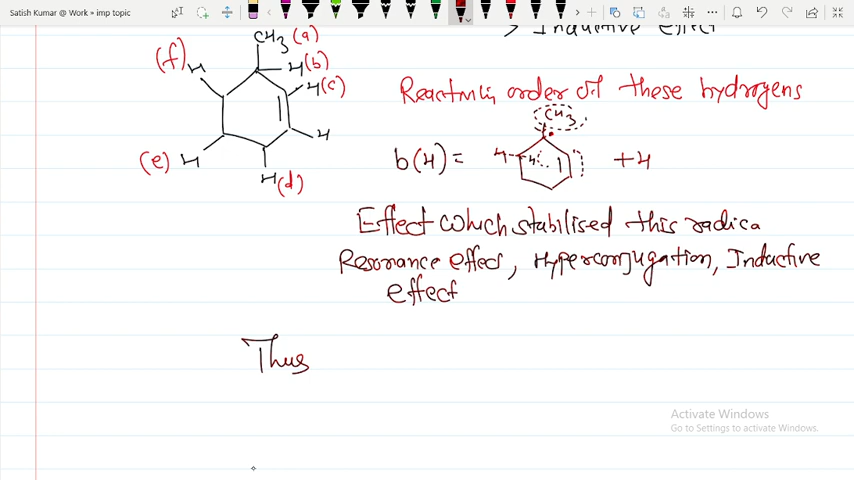 Satish Kumar @ Work » imp topic
> Inductive effect
CH3 (a)
(f) H
H (b)
H (c)
Reactivity order of these hydrogens
CH3
H
(e) H
b(H) = H H + H
H (d)
Effect which stabilised this radica
Resonance effect, Hyperconjugation, Inductive
effect
Thus
Activate Windows
Go to Settings to activate Windows.